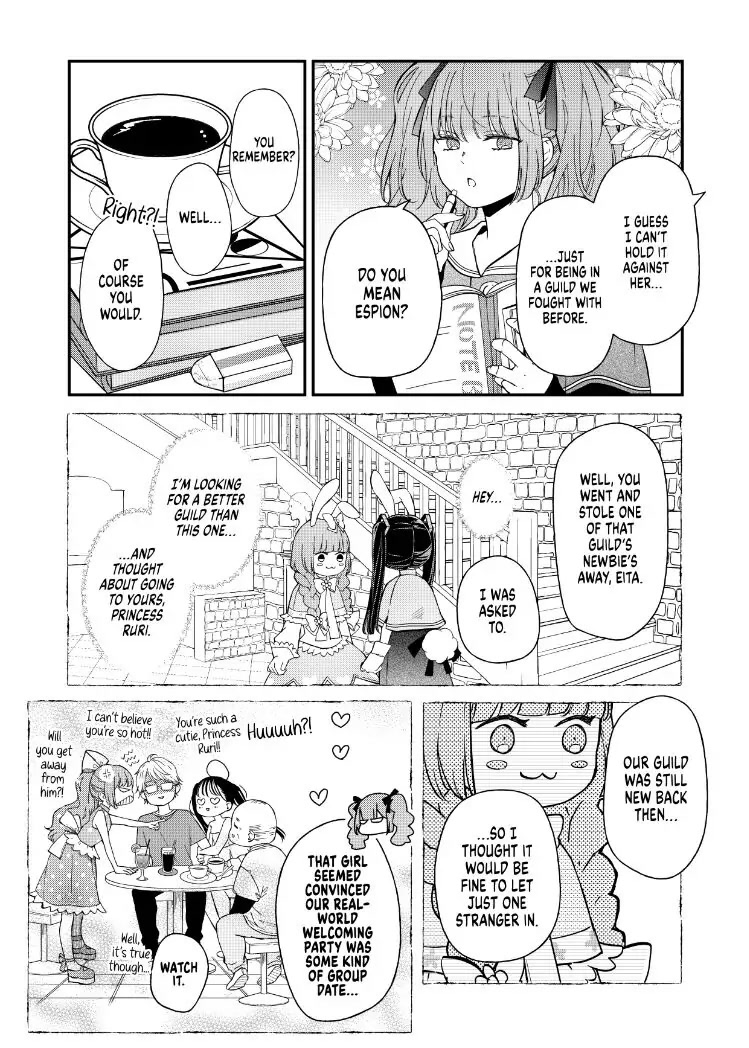 I GUESS
I CAN'T
HOLD IT
AGAINST
HER...
...JUST
FOR BEING IN
A GUILD WE
FOUGHT WITH
BEFORE.
DO YOU
MEAN
ESPION?
NOTE
YOU
REMEMBER?
WELL...
Right?!
OF
COURSE
YOU
WOULD.
WELL, YOU
WENT AND
STOLE ONE
OF THAT
GUILD'S
NEWBIE'S
AWAY, EITA.
HEY...
I WAS
ASKED
TO.
I'M LOOKING
FOR A BETTER
GUILD THAN
THIS ONE...
...AND
THOUGHT
ABOUT GOING
TO YOURS,
PRINCESS
RURI.
OUR GUILD
WAS STILL
NEW BACK
THEN...
...SO I
THOUGHT IT
WOULD BE
FINE TO LET
JUST ONE
STRANGER IN.
Huuuuh?!
You're such a
cutie, Princess
Ruri!!
I can't believe
you're so hot!!
Will
you get
away
from
him?!
THAT GIRL
SEEMED
CONVINCED
OUR REAL-
WORLD
WELCOMING
PARTY WAS
SOME KIND
OF GROUP
DATE...
Well,
it's true
though...
WATCH
IT.